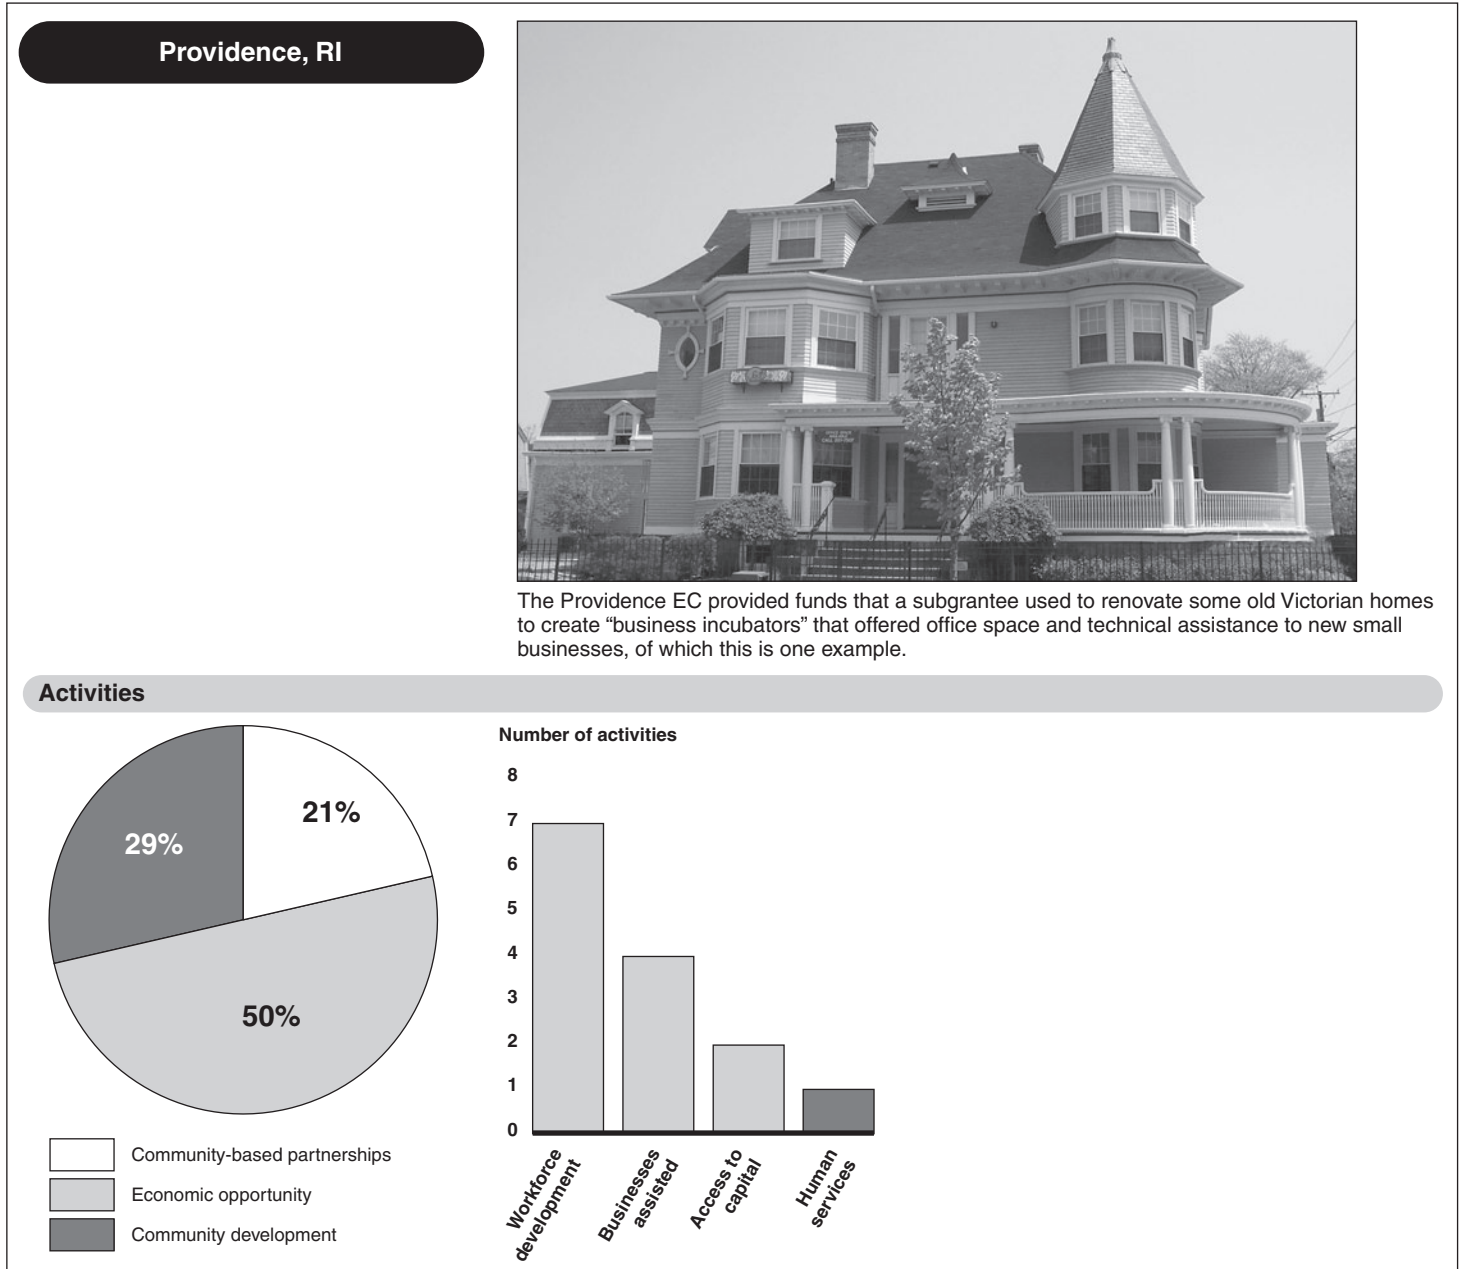 Providence, RI
The Providence EC provided funds that a subgrantee used to renovate some old Victorian homes
to create “business incubators” that offered office space and technical assistance to new small
businesses, of which this is one example.
Activities
21%
29%
50%
Community-based partnerships
Economic opportunity
Community development
Number of activities
8
7
6
5
4
3
2
1
0
Workforce
development
Businesses
assisted
Access to
capital
Human
services